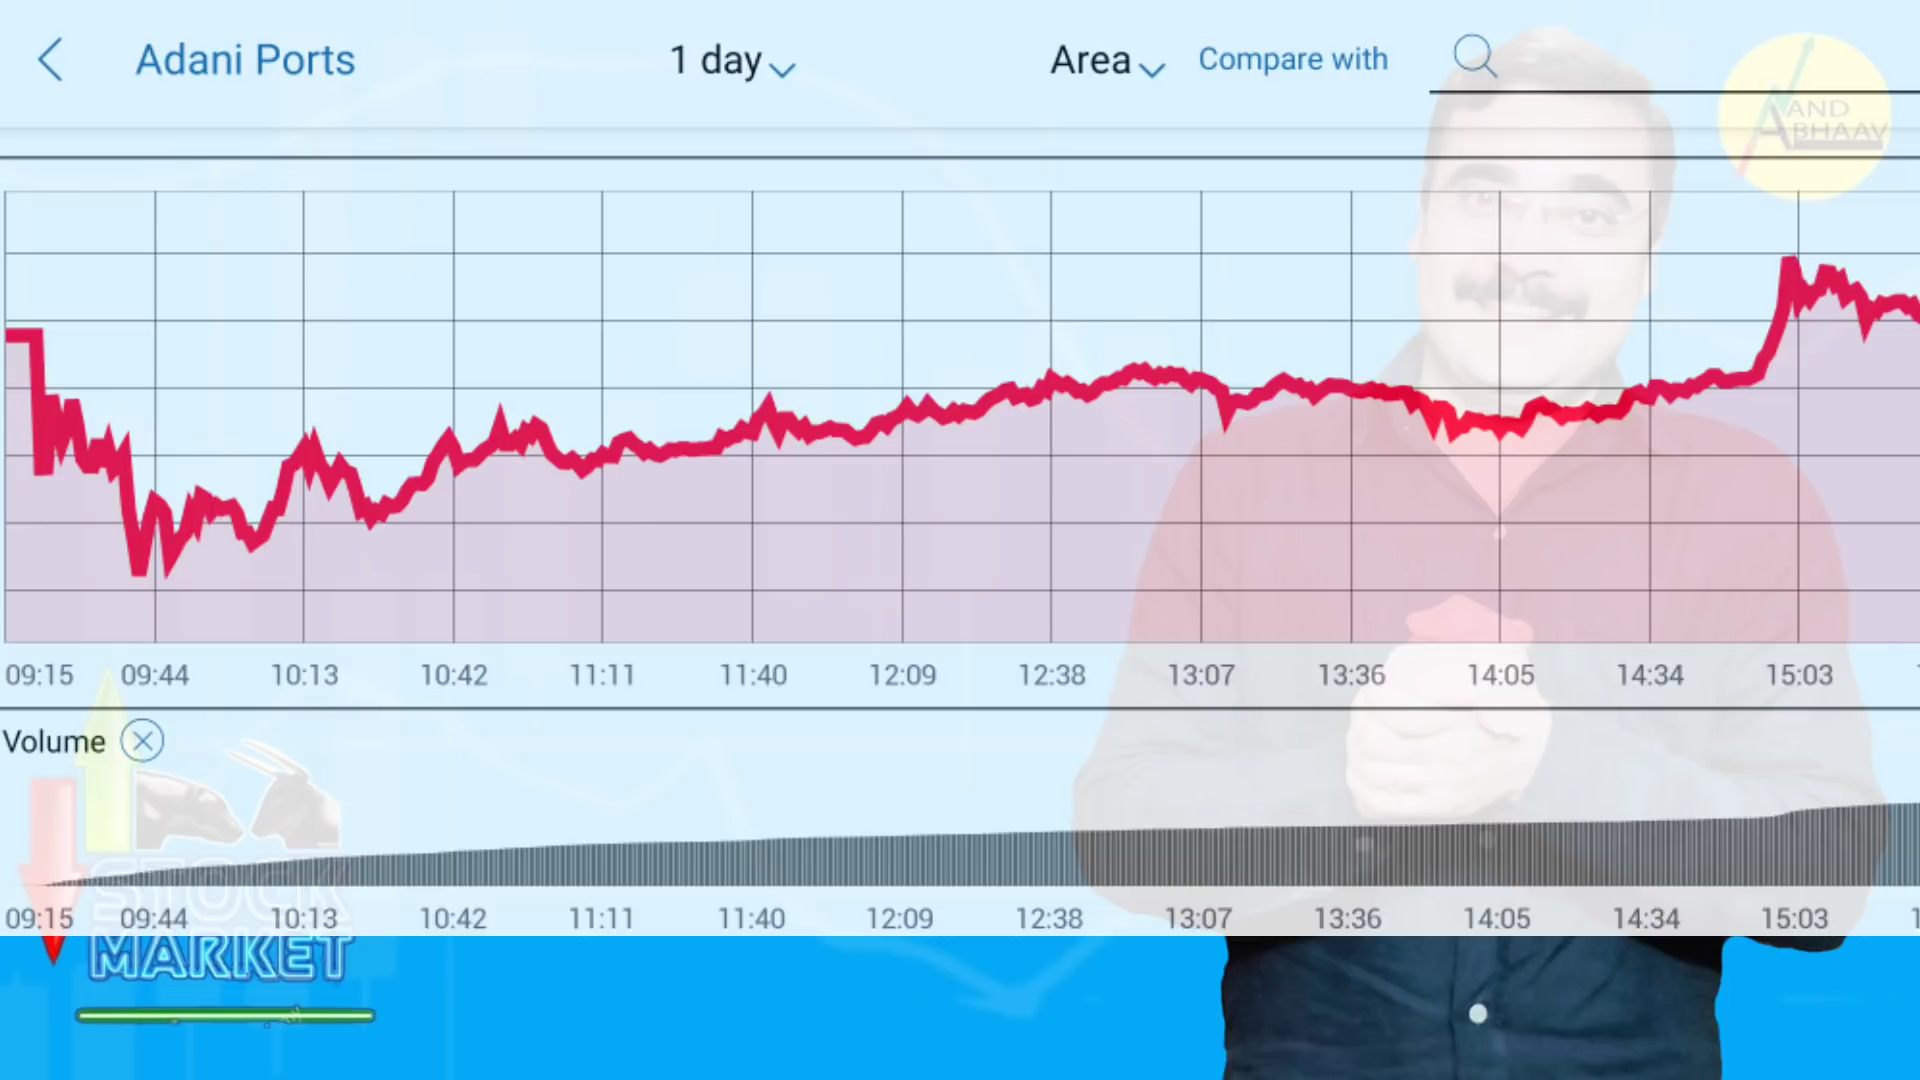 Adani Ports 1 day Area Compare with
AND
ABHAAV
09:15 09:44 10:13 10:42 11:11 11:40 12:09 12:38 13:07 13:36 14:05 14:34 15:03
Volume
09:15 09:44 10:13 10:42 11:11 11:40 12:09 12:38 13:07 13:36 14:05 14:34 15:03
STOCK
MARKET